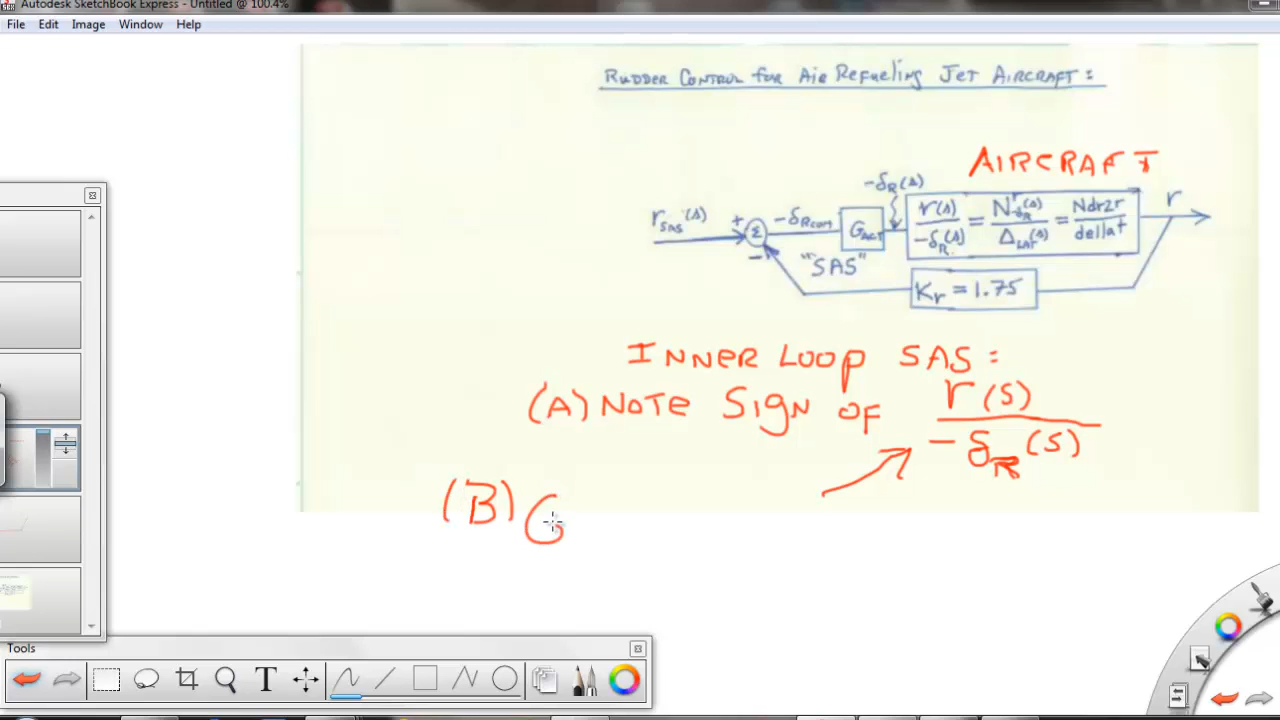 Autodesk SketchBook Express - Untitled @ 100.4%
File Edit Image Window Help
Rudder Control for Air Refueling Jet Aircraft:
AIRCRAFT
-δR(s)
r
rSAS(s) + Σ -δRcom GACT r(s)/-δR(s) = Nr-δR(s)/ΔLAT(s) = Ndr2r/dellat
−
"SAS"
Kr = 1.75
INNER LOOP SAS:
(A) NOTE SIGN OF r(s)/-δR(s)
(B) G
Tools
T